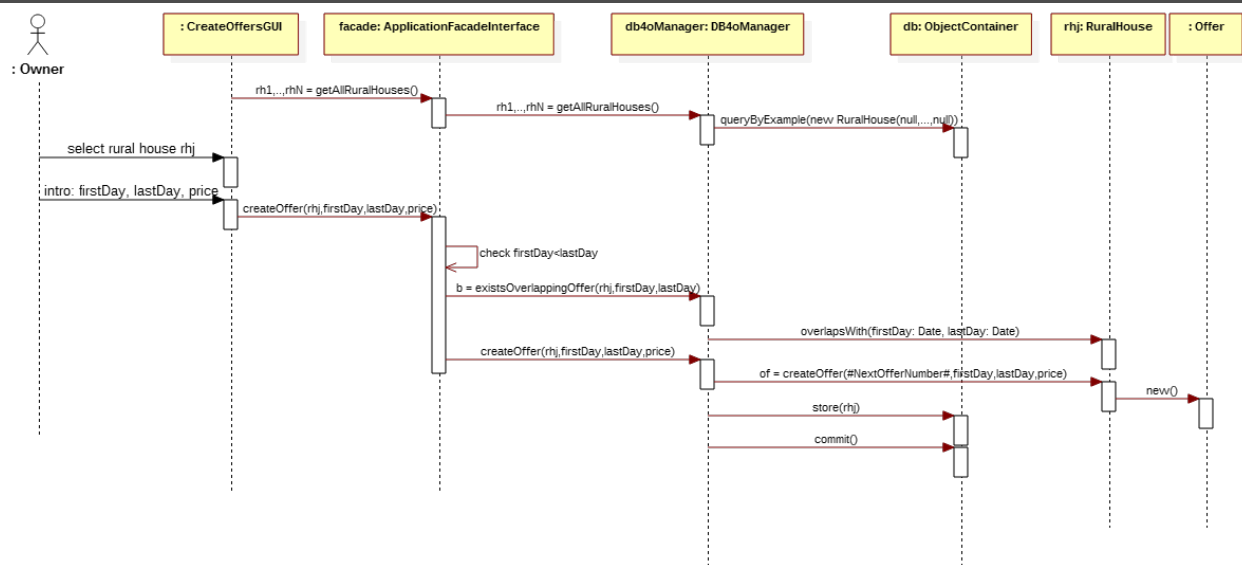 : CreateOffersGUI
facade: ApplicationFacadeInterface
db4oManager: DB4oManager
db: ObjectContainer
rhj: RuralHouse
: Offer
: Owner
rh1,..,rhN = getAllRuralHouses()
rh1,..,rhN = getAllRuralHouses()
queryByExample(new RuralHouse(null,...,null))
select rural house rhj
intro: firstDay, lastDay, price
createOffer(rhj,firstDay,lastDay,price)
check firstDay<lastDay
b = existsOverlappingOffer(rhj,firstDay,lastDay)
overlapsWith(firstDay: Date, lastDay: Date)
createOffer(rhj,firstDay,lastDay,price)
of = createOffer(#NextOfferNumber#,firstDay,lastDay,price)
new()
store(rhj)
commit()